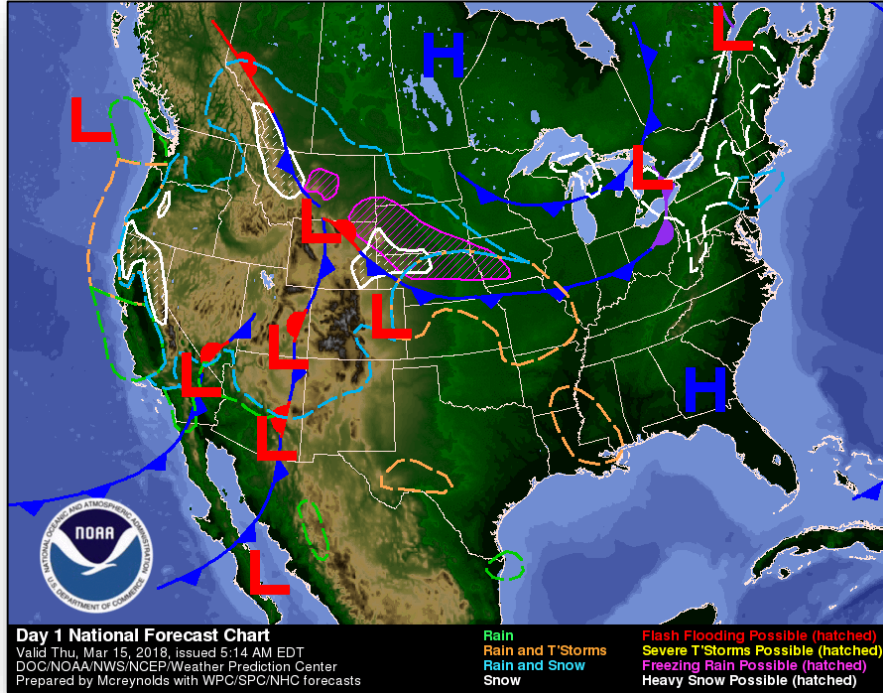 L
H
L
L
L
L
L
L
H
L
L
NATIONAL OCEANIC AND ATMOSPHERIC ADMINISTRATION
NOAA
U.S. DEPARTMENT OF COMMERCE
Day 1 National Forecast Chart
Valid Thu, Mar 15, 2018, issued 5:14 AM EDT
DOC/NOAA/NWS/NCEP/Weather Prediction Center
Prepared by Mcreynolds with WPC/SPC/NHC forecasts
Rain
Rain and T'Storms
Rain and Snow
Snow
Flash Flooding Possible (hatched)
Severe T'Storms Possible (hatched)
Freezing Rain Possible (hatched)
Heavy Snow Possible (hatched)